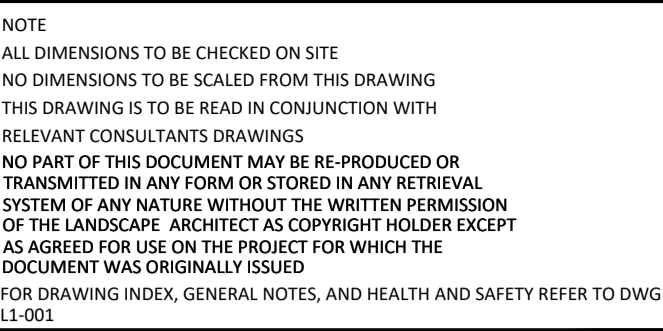 NOTE
ALL DIMENSIONS TO BE CHECKED ON SITE
NO DIMENSIONS TO BE SCALED FROM THIS DRAWING
THIS DRAWING IS TO BE READ IN CONJUNCTION WITH
RELEVANT CONSULTANTS DRAWINGS
NO PART OF THIS DOCUMENT MAY BE RE-PRODUCED OR
TRANSMITTED IN ANY FORM OR STORED IN ANY RETRIEVAL
SYSTEM OF ANY NATURE WITHOUT THE WRITTEN PERMISSION
OF THE LANDSCAPE  ARCHITECT AS COPYRIGHT HOLDER EXCEPT
AS AGREED FOR USE ON THE PROJECT FOR WHICH THE
DOCUMENT WAS ORIGINALLY ISSUED
FOR DRAWING INDEX, GENERAL NOTES, AND HEALTH AND SAFETY REFER TO DWG
L1-001